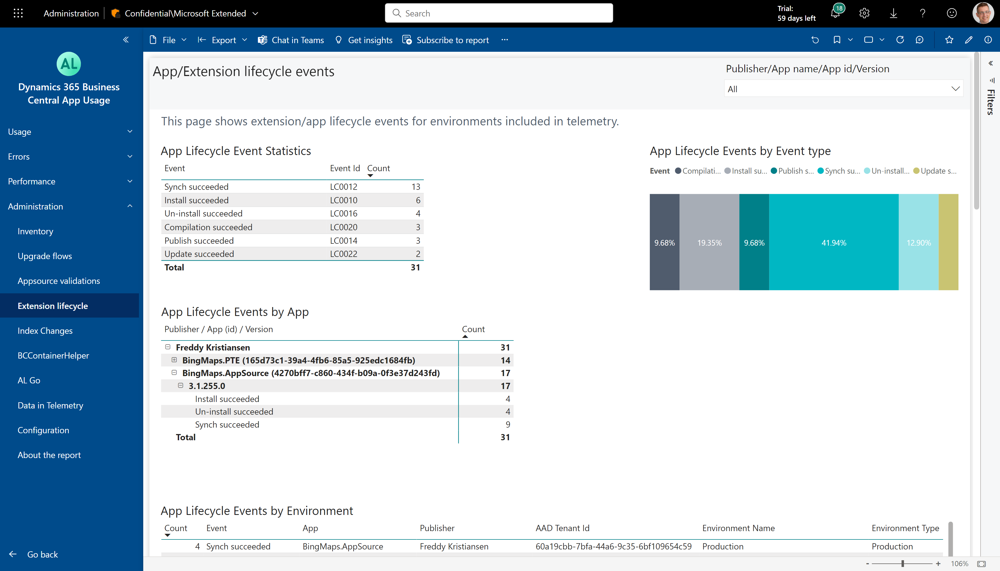 Administration
Confidential\Microsoft Extended
Search
Trial:
59 days left
18
File
Export
Chat in Teams
Get insights
Subscribe to report
AL
Dynamics 365 Business
Central App Usage
Usage
Errors
Performance
Administration
Inventory
Upgrade flows
Appsource validations
Extension lifecycle
Index Changes
BCContainerHelper
AL Go
Data in Telemetry
Configuration
About the report
Go back
App/Extension lifecycle events
Publisher/App name/App id/Version
All
Filters
This page shows extension/app lifecycle events for environments included in telemetry.
App Lifecycle Event Statistics
Event Event Id Count
Synch succeeded LC0012 13
Install succeeded LC0010 6
Un-install succeeded LC0016 4
Compilation succeeded LC0020 3
Publish succeeded LC0014 3
Update succeeded LC0022 2
Total 31
App Lifecycle Events by Event type
Event Compilati... Install su... Publish s... Synch su... Un-install... Update s...
9.68% 19.35% 9.68% 41.94% 12.90%
App Lifecycle Events by App
Publisher / App (id) / Version Count
Freddy Kristiansen 31
BingMaps.PTE (165d73c1-39a4-4fb6-85a5-925edc1684fb) 14
BingMaps.AppSource (4270bff7-c860-434f-b09a-0f3e37d243fd) 17
3.1.255.0 17
Install succeeded 4
Un-install succeeded 4
Synch succeeded 9
Total 31
App Lifecycle Events by Environment
Count Event App Publisher AAD Tenant Id Environment Name Environment Type
4 Synch succeeded BingMaps.AppSource Freddy Kristiansen 60a19cbb-7bfa-44a6-9c35-6bf109654c59 Production Production
- + 106%